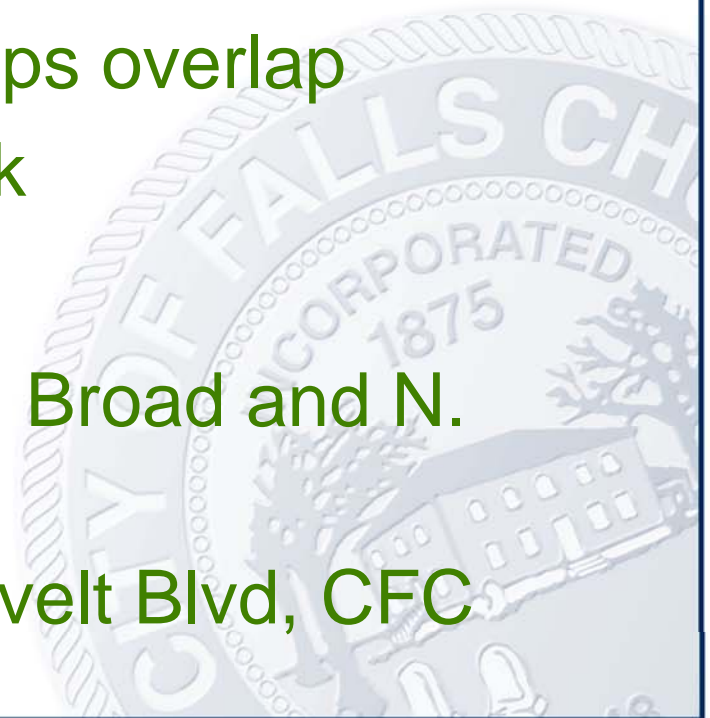 ps overlap
k
Broad and N.
velt Blvd, CFC
CITY OF FALLS CH
INCORPORATED
1875